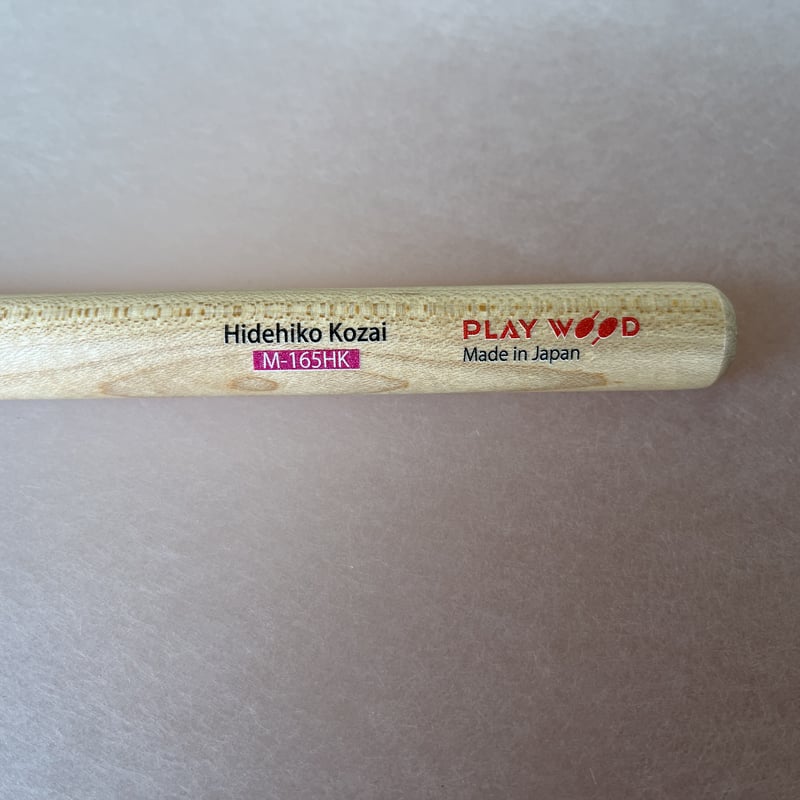 Hidehiko Kozai
M-165HK
PLAY WOOD
Made in Japan